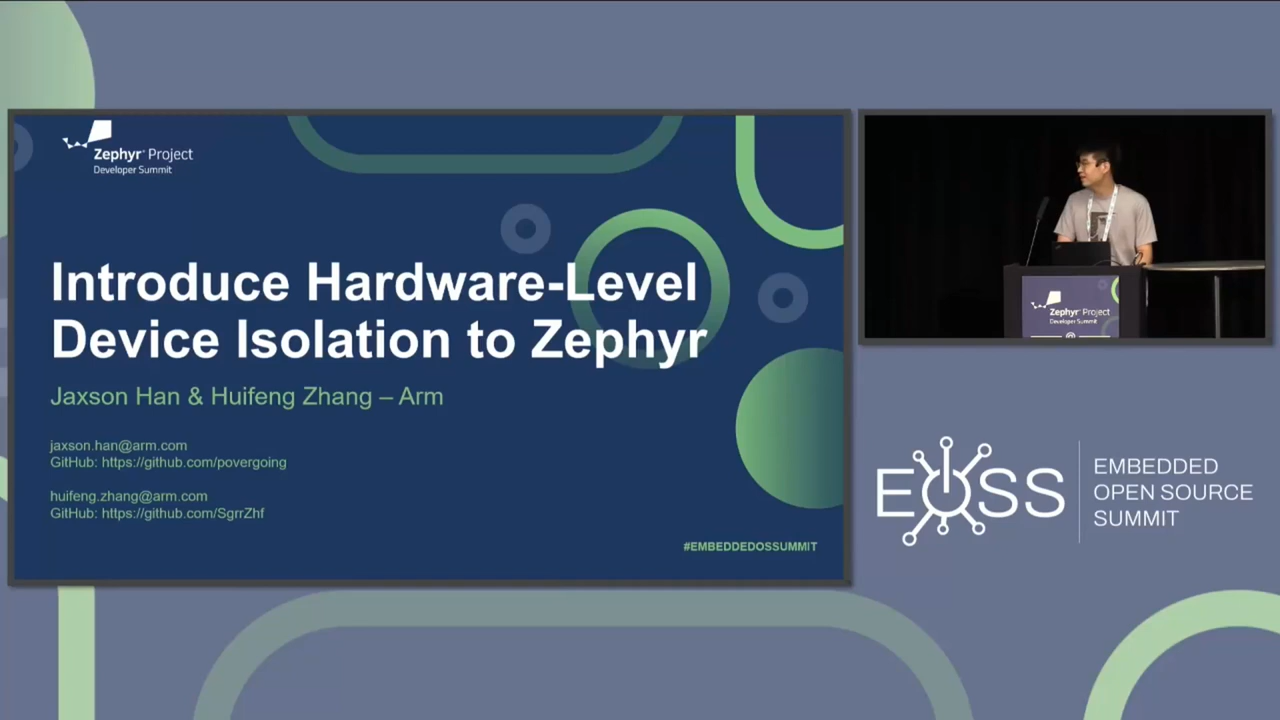 Zephyr® Project
Developer Summit
Introduce Hardware-Level
Device Isolation to Zephyr
Jaxson Han & Huifeng Zhang – Arm
jaxson.han@arm.com
GitHub: https://github.com/povergoing
huifeng.zhang@arm.com
GitHub: https://github.com/SgrrZhf
#EMBEDDEDOSSUMMIT
Zephyr® Project
Developer Summit
EOSS
EMBEDDED
OPEN SOURCE
SUMMIT